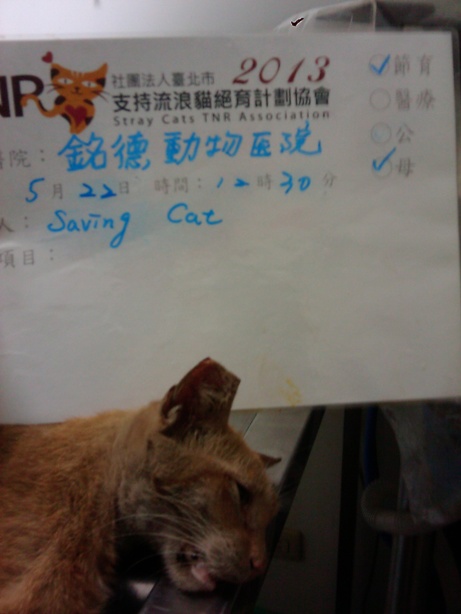 NR 社團法人臺北市 2013
支持流浪貓絕育計劃協會
Stray Cats TNR Association
節育
醫療
公
母
醫院：銘德動物医院
5月22日 時間：12時30分
人：Saving Cat
項目：